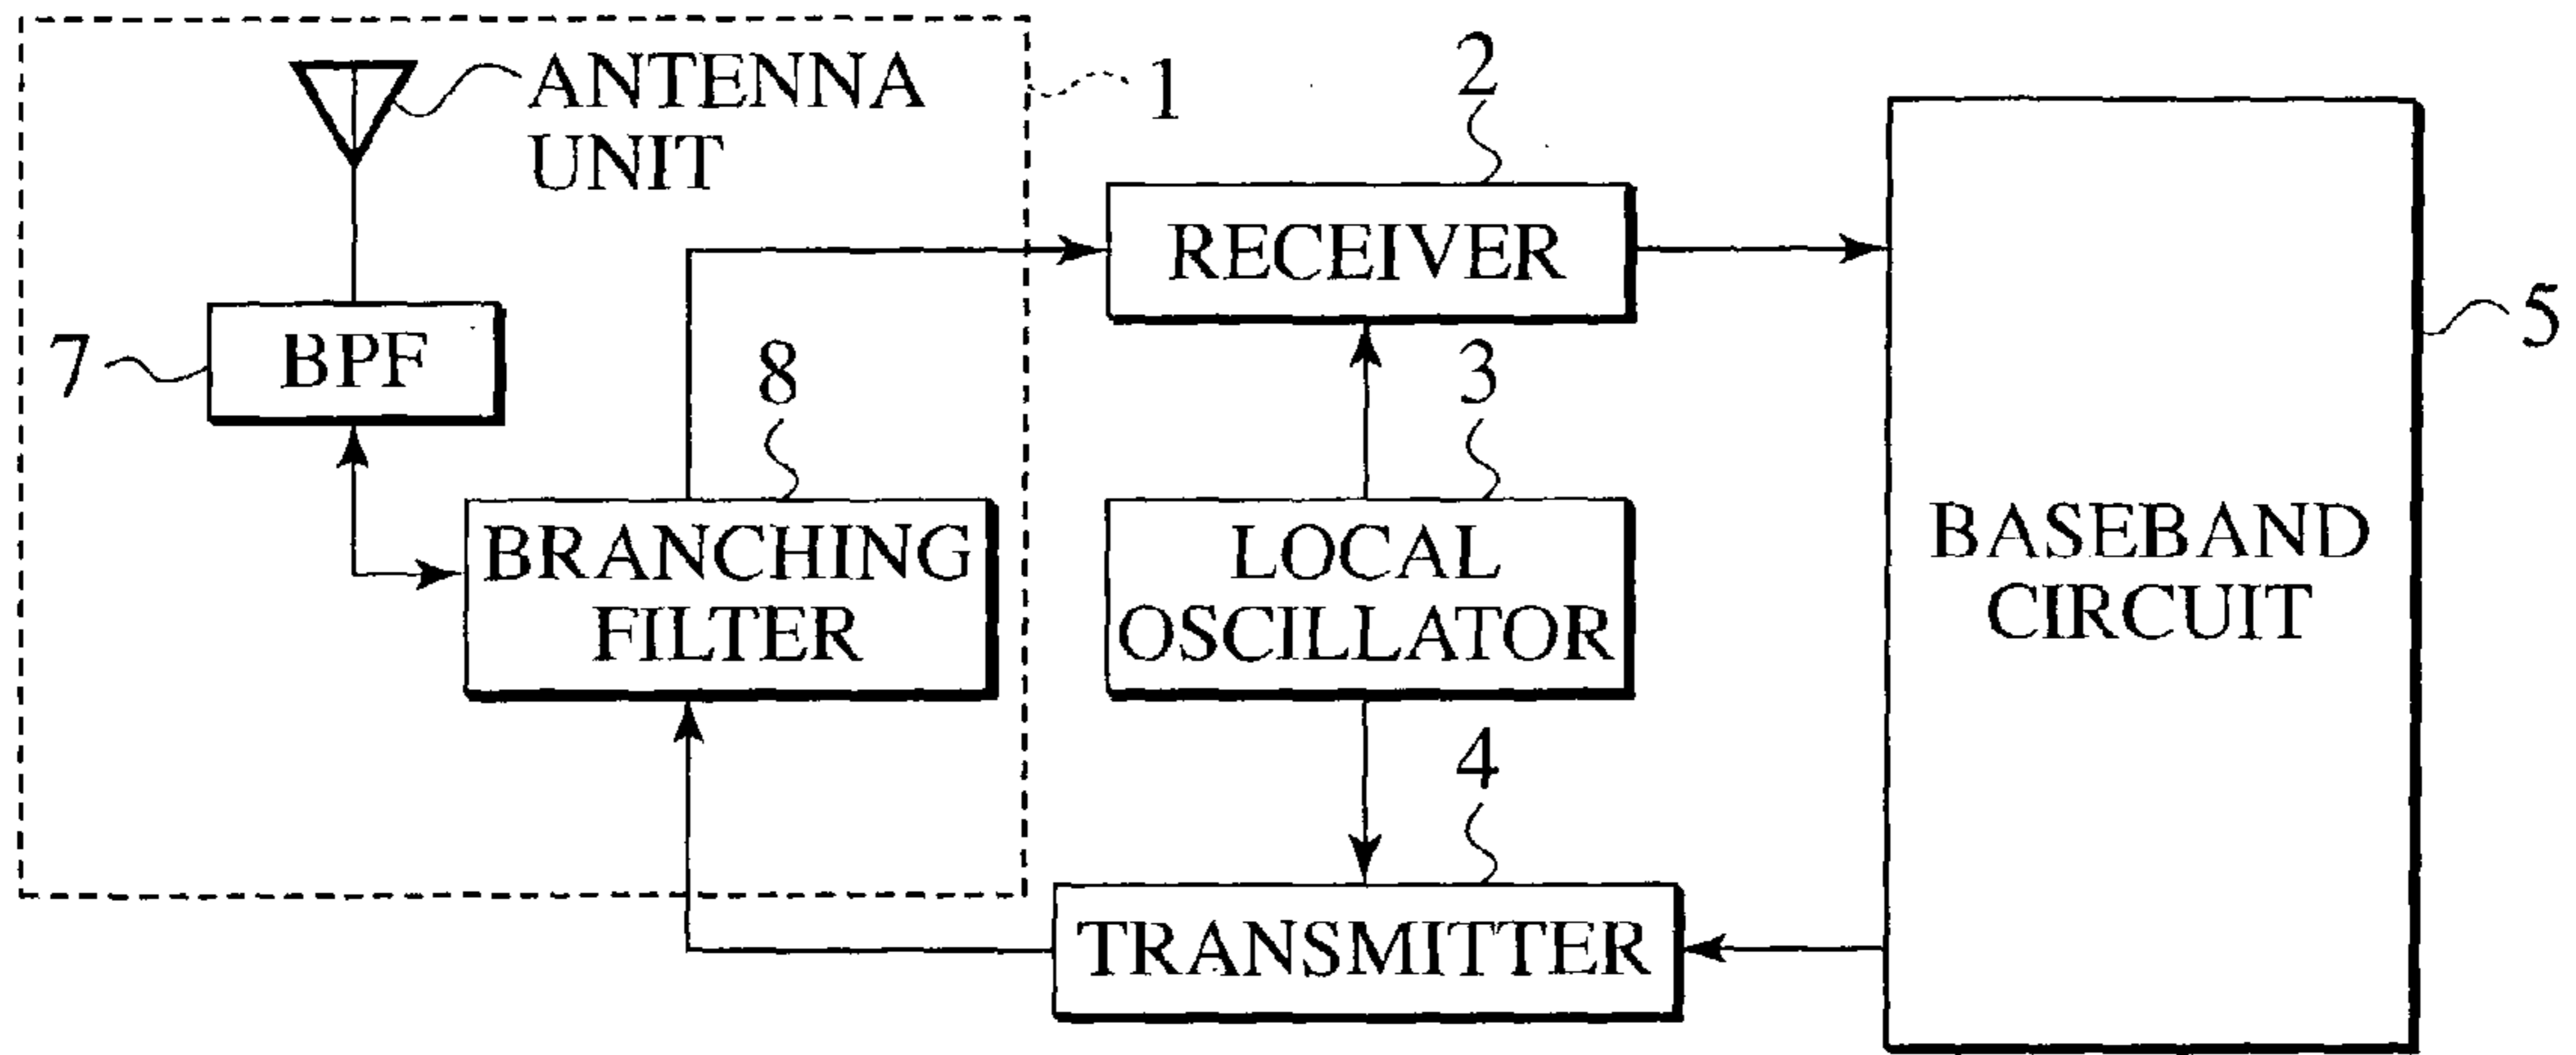 ANTENNA
UNIT
1
2
RECEIVER
5
7
BPF
8
3
BRANCHING
FILTER
LOCAL
OSCILLATOR
BASEBAND
CIRCUIT
4
TRANSMITTER